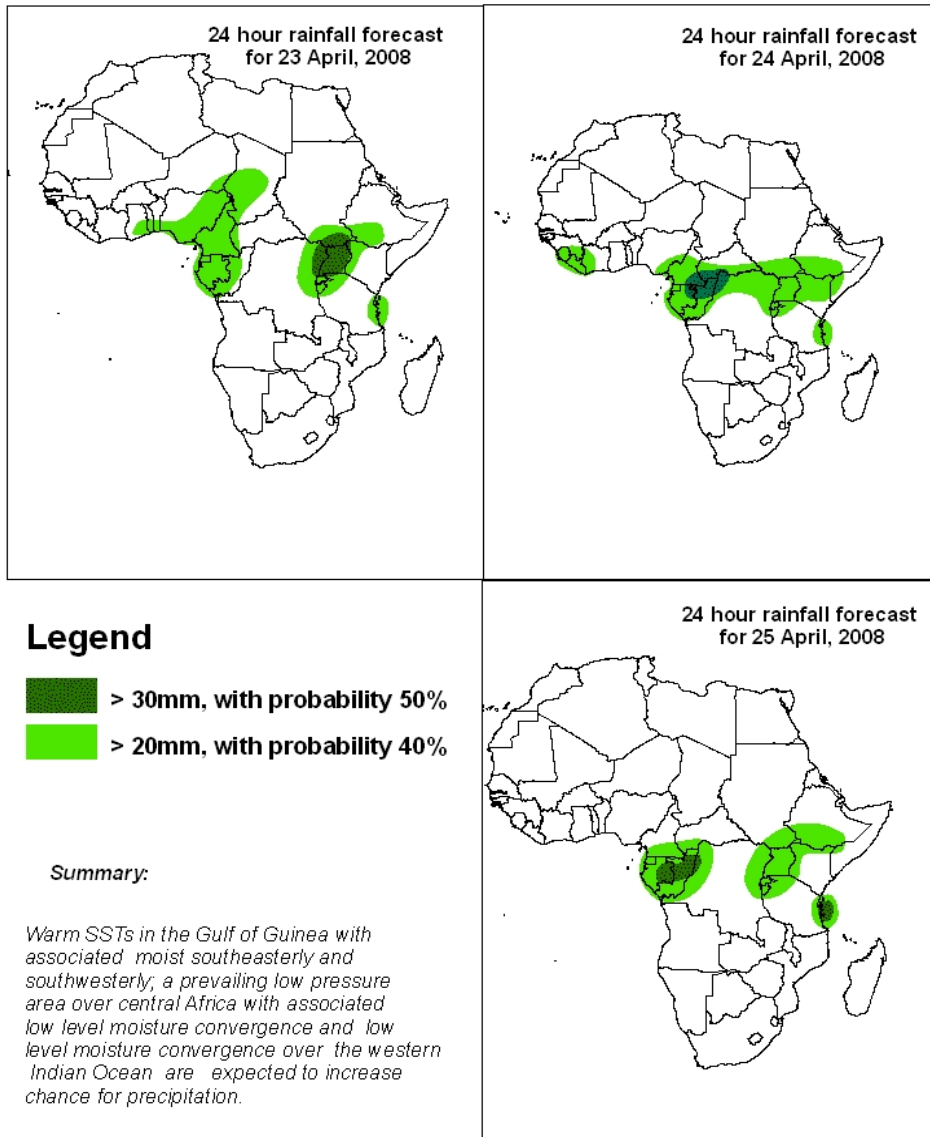 24 hour rainfall forecast
for 23 April, 2008
24 hour rainfall forecast
for 24 April, 2008
Legend
> 30mm, with probability 50%
> 20mm, with probability 40%
Summary:
Warm SSTs in the Gulf of Guinea with
associated moist southeasterly and
southwesterly; a prevailing low pressure
area over central Africa with associated
low level moisture convergence and low
level moisture convergence over the western
Indian Ocean are expected to increase
chance for precipitation.
24 hour rainfall forecast
for 25 April, 2008